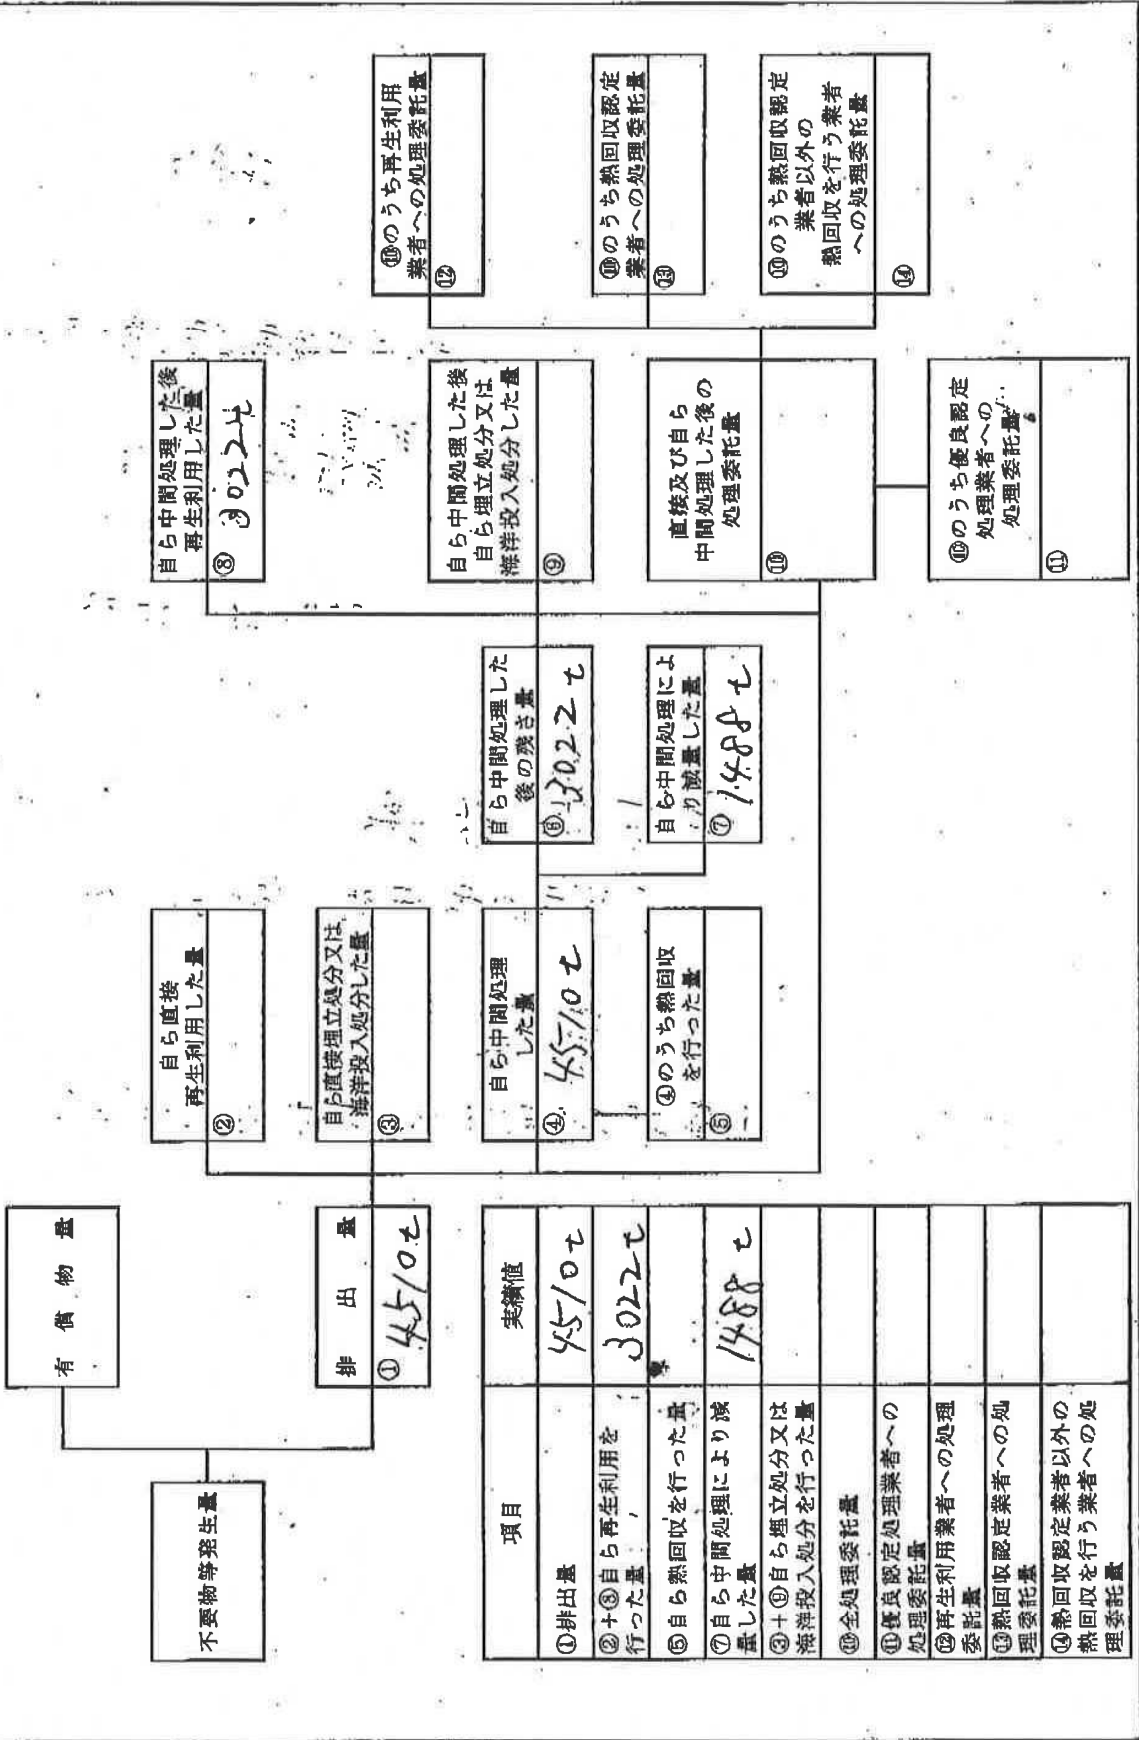 不要物等発生量
有償物量
排出量
① 4510t
自ら直接
再生利用した量
②
自ら直接埋立処分又は
海洋投入処分した量
③
自ら中間処理
した量
④ 4510t
④のうち熱回収
を行った量
⑤
自ら中間処理した
後の残さ量
⑥ 3022t
自ら中間処理によ
り減量した量
⑦ 1488t
自ら中間処理した後
再生利用した量
⑧ 3022t
自ら中間処理した後
自ら埋立処分又は
海洋投入処分した量
⑨
直接及び自ら
中間処理した後の
処理委託量
⑩
⑩のうち優良認定
処理業者への
処理委託量
⑪
⑩のうち再生利用
業者への処理委託量
⑫
⑩のうち熱回収認定
業者への処理委託量
⑬
⑩のうち熱回収認定
業者以外の
熱回収を行う業者
への処理委託量
⑭
項目 実績値
①排出量 4510t
②+⑧自ら再生利用を
行った量 3022t
⑤自ら熱回収を行った量
⑦自ら中間処理により減
量した量 1488t
③+⑨自ら埋立処分又は
海洋投入処分を行った量
⑩全処理委託量
⑪優良認定処理業者への
処理委託量
⑫再生利用業者への処理
委託量
⑬熱回収認定業者への処
理委託量
⑭熱回収認定業者以外の
熱回収を行う業者への処
理委託量